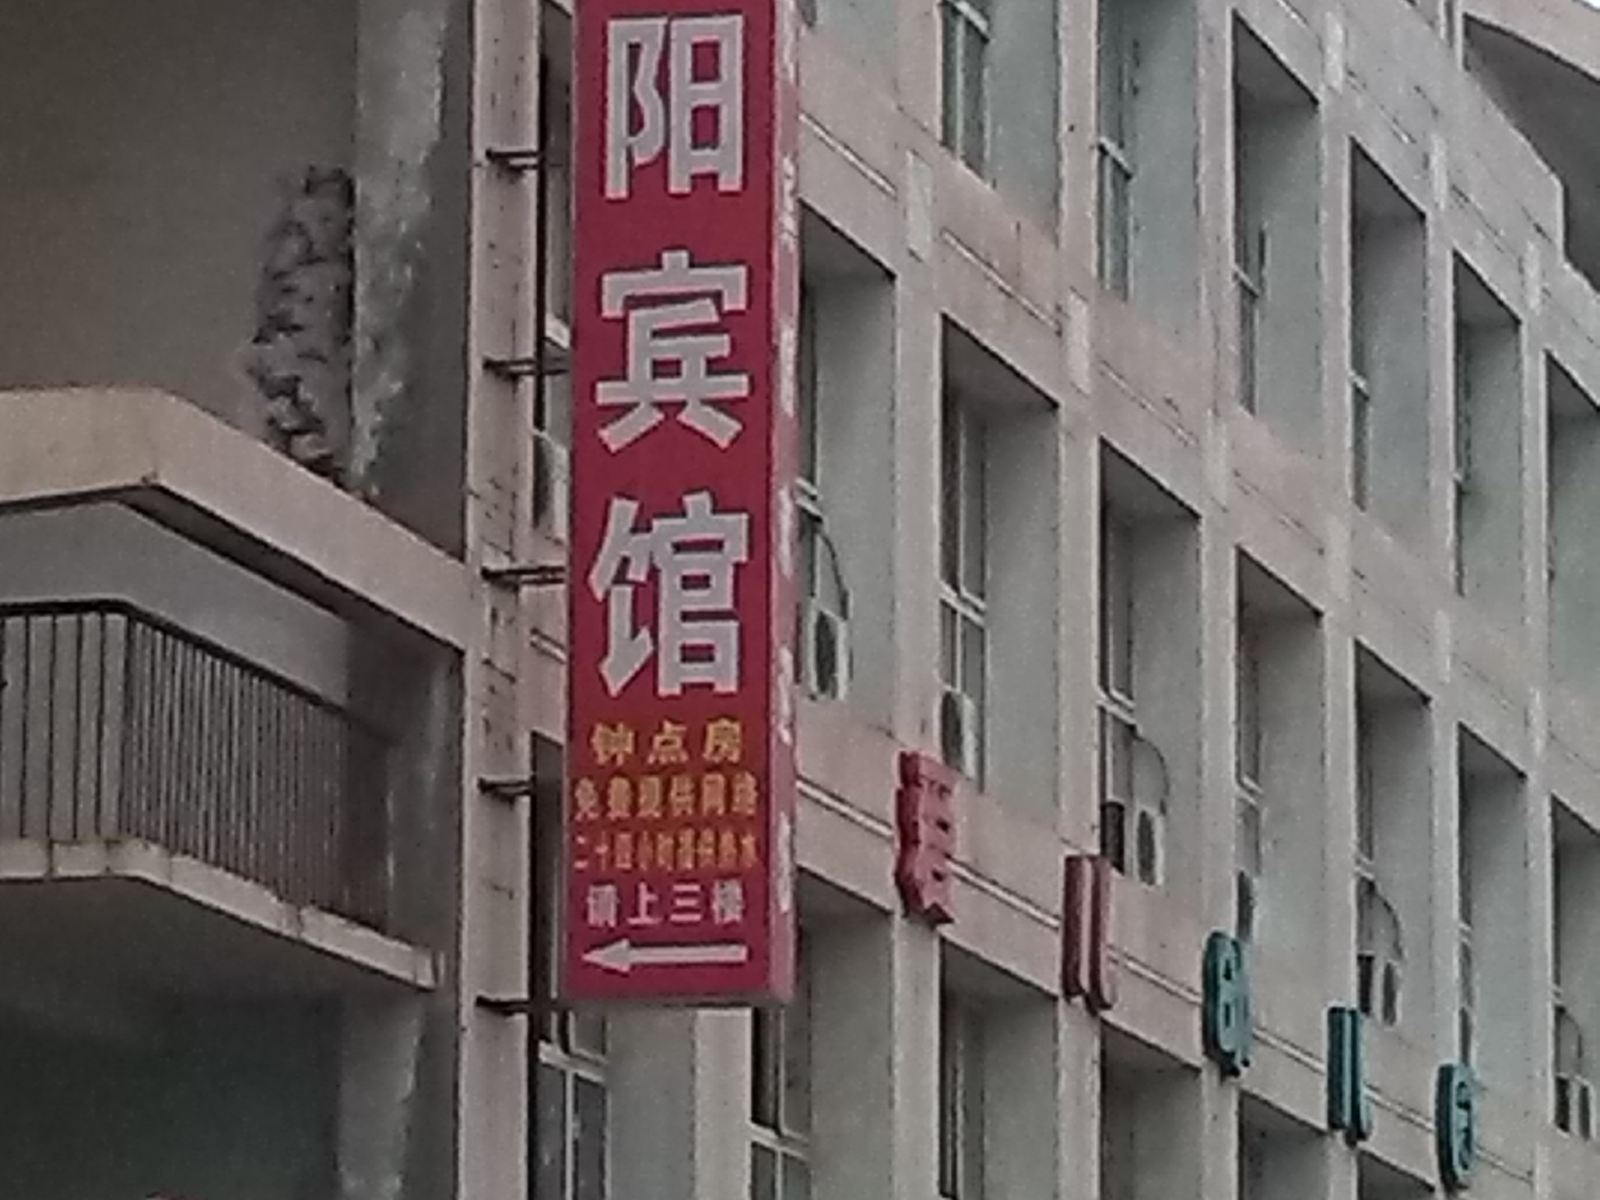 阳宾馆
钟点房
免费提供网络
二十四小时提供热水
请上三楼